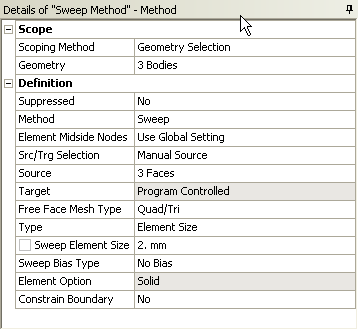 Details of "Sweep Method" - Method
Scope
Scoping Method Geometry Selection
Geometry 3 Bodies
Definition
Suppressed No
Method Sweep
Element Midside Nodes Use Global Setting
Src/Trg Selection Manual Source
Source 3 Faces
Target Program Controlled
Free Face Mesh Type Quad/Tri
Type Element Size
Sweep Element Size 2. mm
Sweep Bias Type No Bias
Element Option Solid
Constrain Boundary No